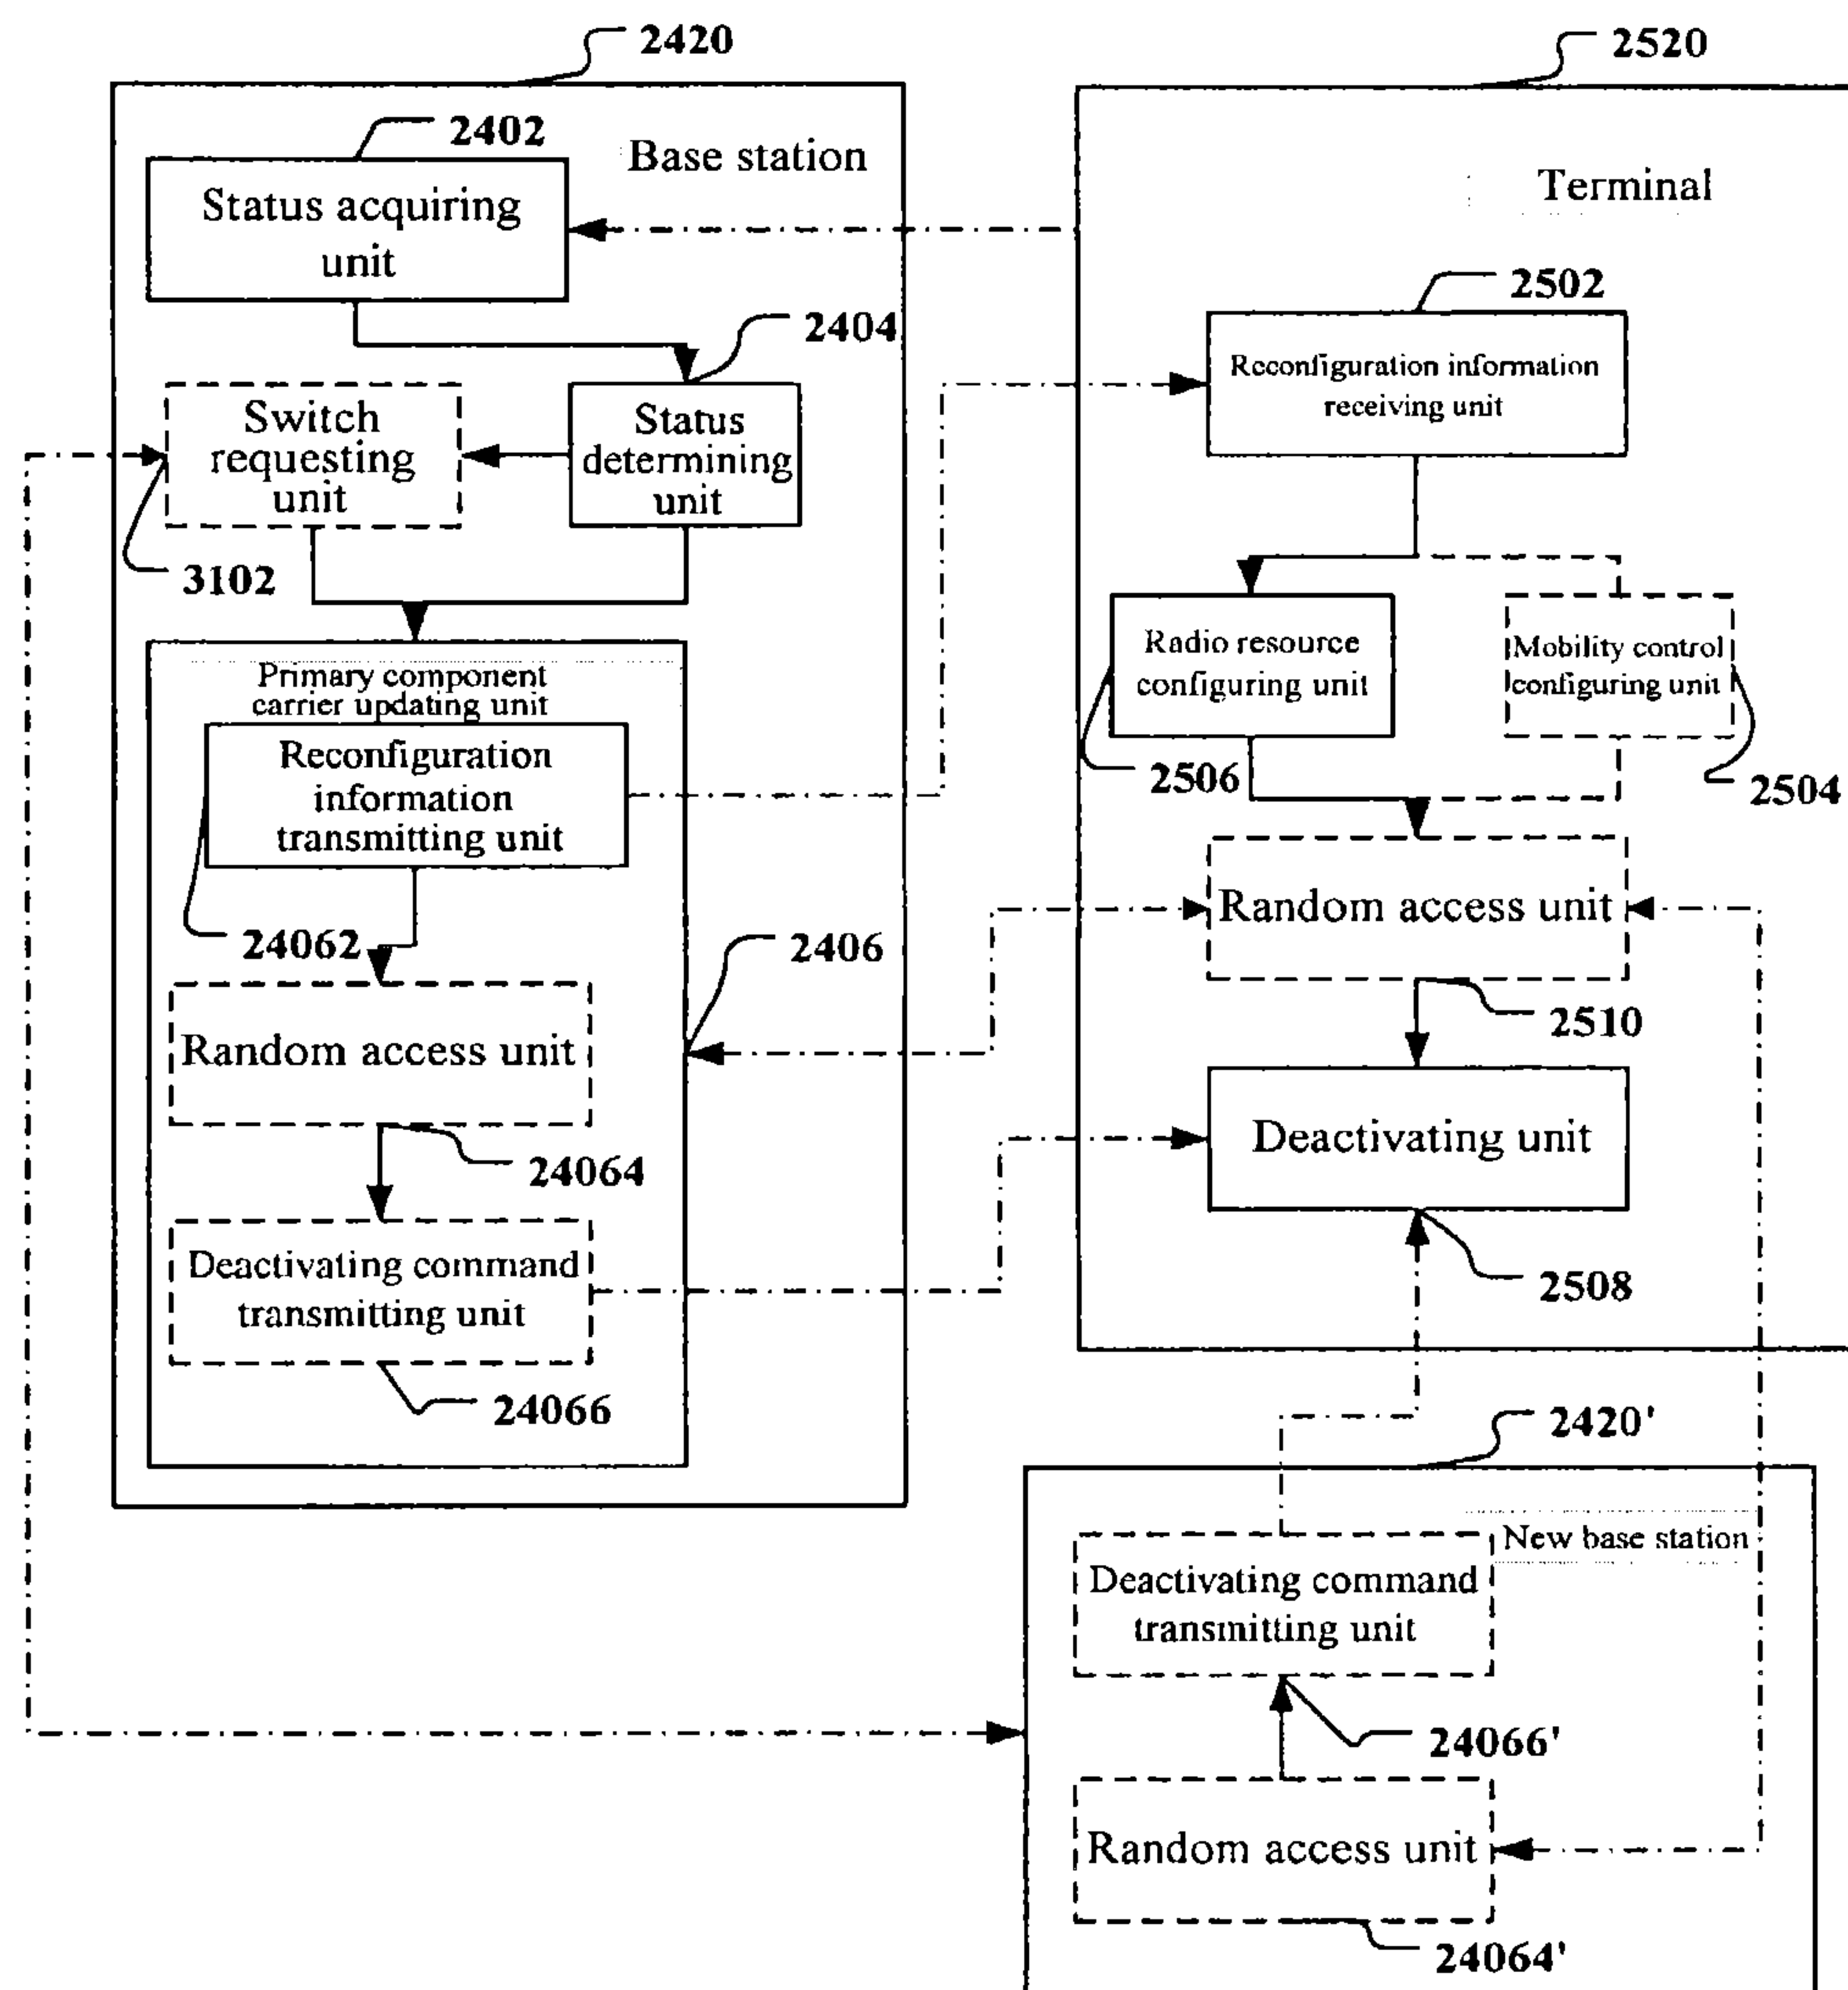 2420
2520
2402
Base station
Status acquiring
unit
Terminal
2502
2404
Reconfiguration information
receiving unit
Switch
requesting
unit
Status
determining
unit
3102
Radio resource
configuring unit
Mobility control
configuring unit
2506
2504
Primary component
carrier updating unit
Reconfiguration
information
transmitting unit
24062
2406
Random access unit
2510
Random access unit
24064
Deactivating unit
2508
Deactivating command
transmitting unit
24066
2420'
New base station
Deactivating command
transmitting unit
24066'
Random access unit
24064'